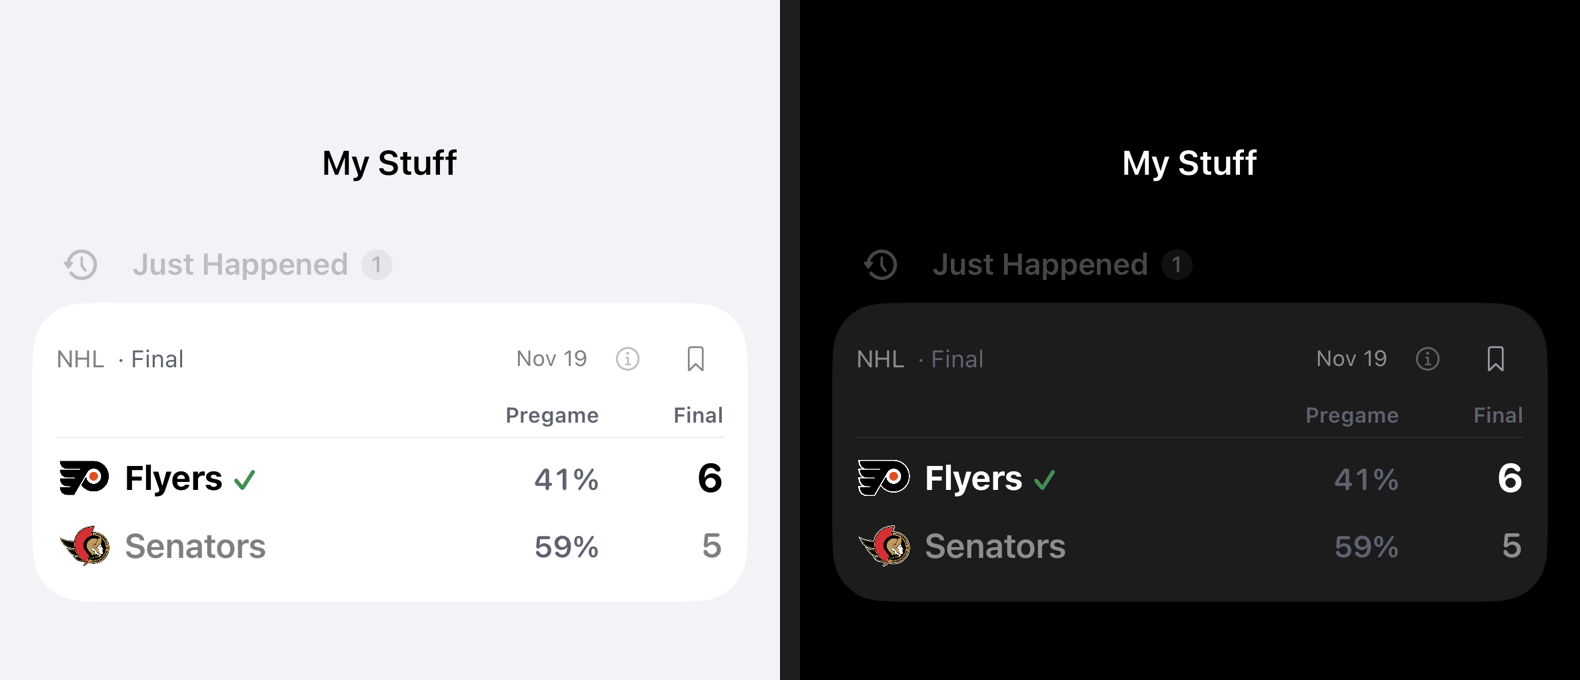 My Stuff
Just Happened 1
NHL · Final Nov 19
Pregame Final
Flyers ✓ 41% 6
Senators 59% 5
My Stuff
Just Happened 1
NHL · Final Nov 19
Pregame Final
Flyers ✓ 41% 6
Senators 59% 5